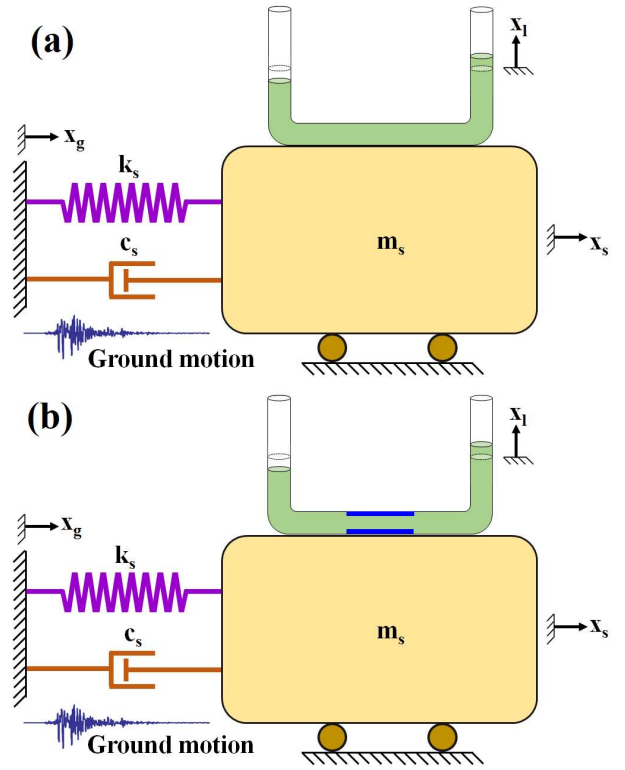 (a)
x_l
x_g
k_s
c_s
m_s
x_s
Ground motion
(b)
x_l
x_g
k_s
c_s
m_s
x_s
Ground motion